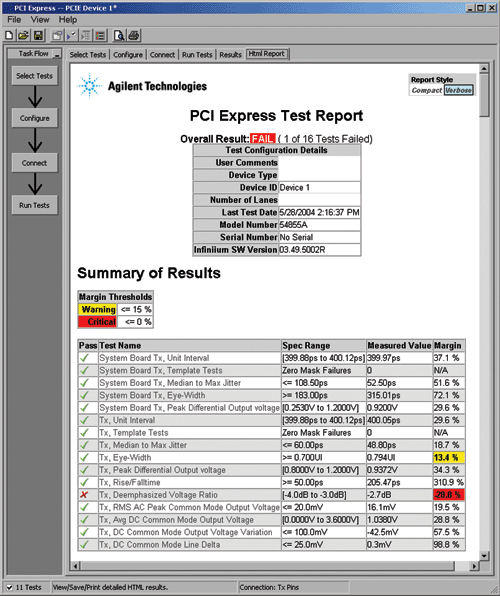 PCI Express -- PCIE Device 1*
File View Help
Task Flow
Select Tests
Configure
Connect
Run Tests
Select Tests Configure Connect Run Tests Results Html Report
Agilent Technologies
Report Style
Compact Verbose
PCI Express Test Report
Overall Result: FAIL ( 1 of 16 Tests Failed)
Test Configuration Details
User Comments
Device Type
Device ID Device 1
Number of Lanes
Last Test Date 5/28/2004 2:16:37 PM
Model Number 54855A
Serial Number No Serial
Infiniium SW Version 03.49.5002R
Summary of Results
Margin Thresholds
Warning <= 15 %
Critical <= 0 %
Pass Test Name Spec Range Measured Value Margin
System Board Tx, Unit Interval [399.88ps to 400.12ps] 399.97ps 37.1 %
System Board Tx, Template Tests Zero Mask Failures 0 N/A
System Board Tx, Median to Max Jitter <= 108.50ps 52.50ps 51.6 %
System Board Tx, Eye-Width >= 183.00ps 315.01ps 72.1 %
System Board Tx, Peak Differential Output voltage [0.2530V to 1.2000V] 0.9200V 29.6 %
Tx, Unit Interval [399.88ps to 400.12ps] 400.05ps 29.6 %
Tx, Template Tests Zero Mask Failures 0 N/A
Tx, Median to Max Jitter <= 60.00ps 48.80ps 18.7 %
Tx, Eye-Width >= 0.700UI 0.794UI 13.4 %
Tx, Peak Differential Output voltage [0.8000V to 1.2000V] 0.9372V 34.3 %
Tx, Rise/Falltime >= 50.00ps 205.47ps 310.9 %
Tx, Deemphasized Voltage Ratio [-4.0dB to -3.0dB] -2.7dB -28.8 %
Tx, RMS AC Peak Common Mode Output Voltage <= 20.0mV 16.1mV 19.5 %
Tx, Avg DC Common Mode Output Voltage [0.0000V to 3.6000V] 1.0380V 28.8 %
Tx, DC Common Mode Output Voltage Variation <= 100.0mV -42.5mV 57.5 %
Tx, DC Common Mode Line Delta <= 25.0mV 0.3mV 98.8 %
11 Tests View/Save/Print detailed HTML results. Connection: Tx Pins